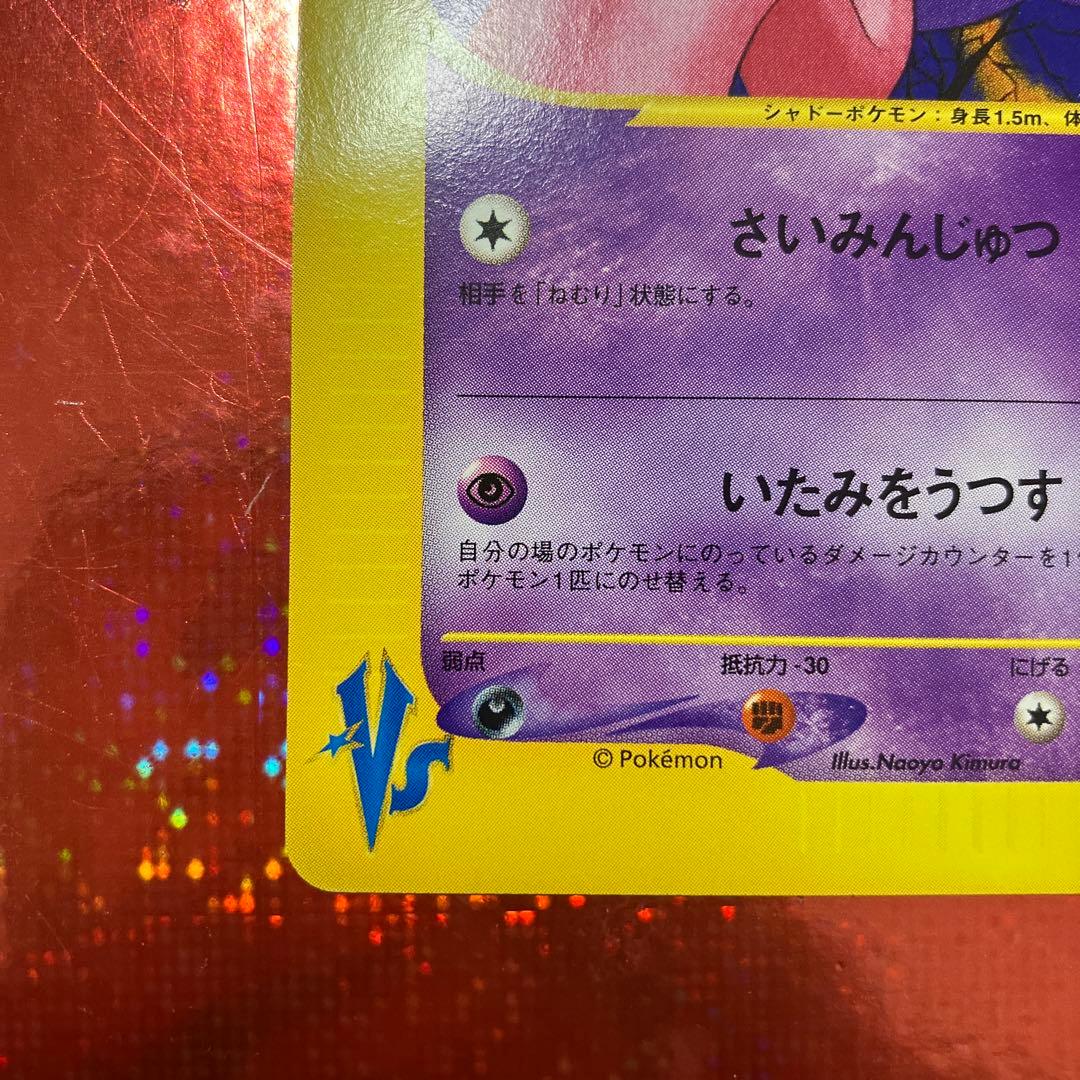 シャドーポケモン：身長1.5m、体
さいみんじゅつ
相手を「ねむり」状態にする。
いたみをうつす
自分の場のポケモンにのっているダメージカウンターを1
ポケモン1匹にのせ替える。
弱点 抵抗力 -30 にげる
Vs
© Pokémon Illus.Naoyo Kimura